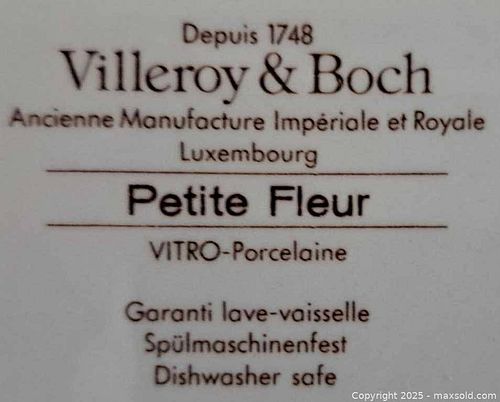 Depuis 1748
Villeroy & Boch
Ancienne Manufacture Impériale et Royale
Luxembourg
Petite Fleur
VITRO-Porcelaine
Garanti lave-vaisselle
Spülmaschinenfest
Dishwasher safe
Copyright 2025 - maxsold.com